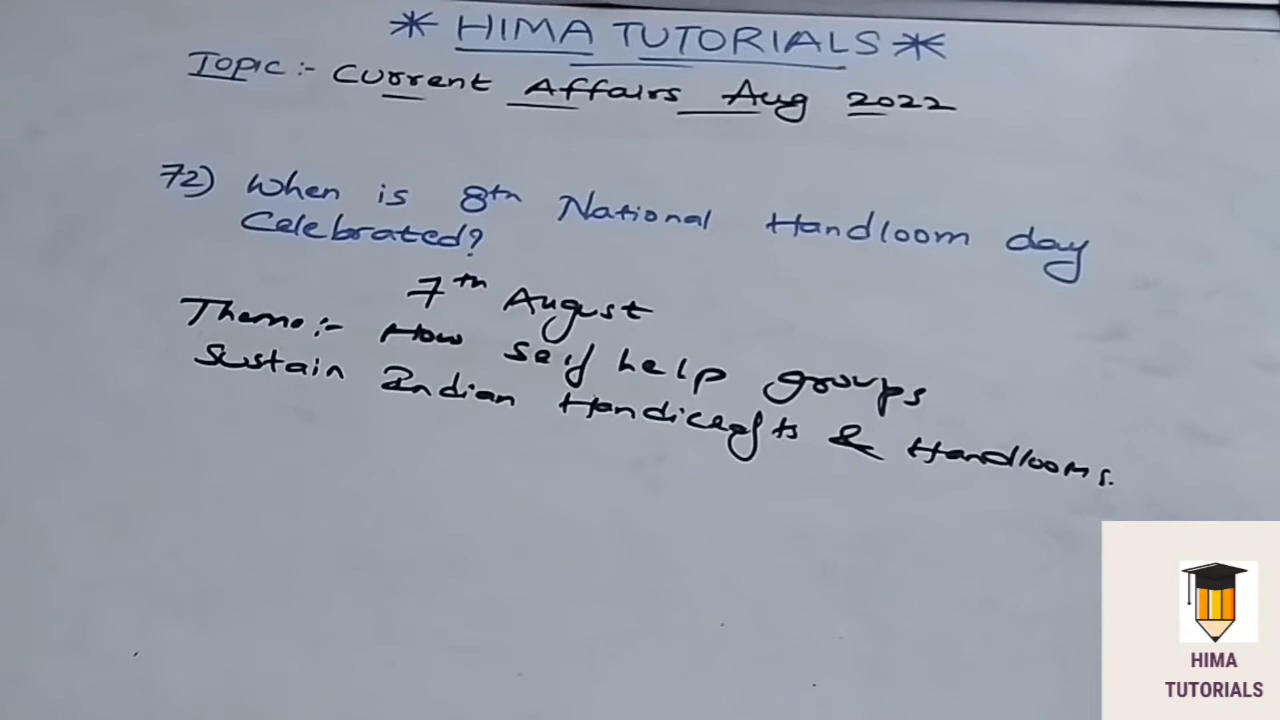 * HIMA TUTORIALS *
Topic :- Current Affairs Aug 2022
72) When is 8th National Handloom day
Celebrated?
7th August
Theme :- How self help groups
Sustain Indian Handicrafts & Handlooms.
HIMA
TUTORIALS